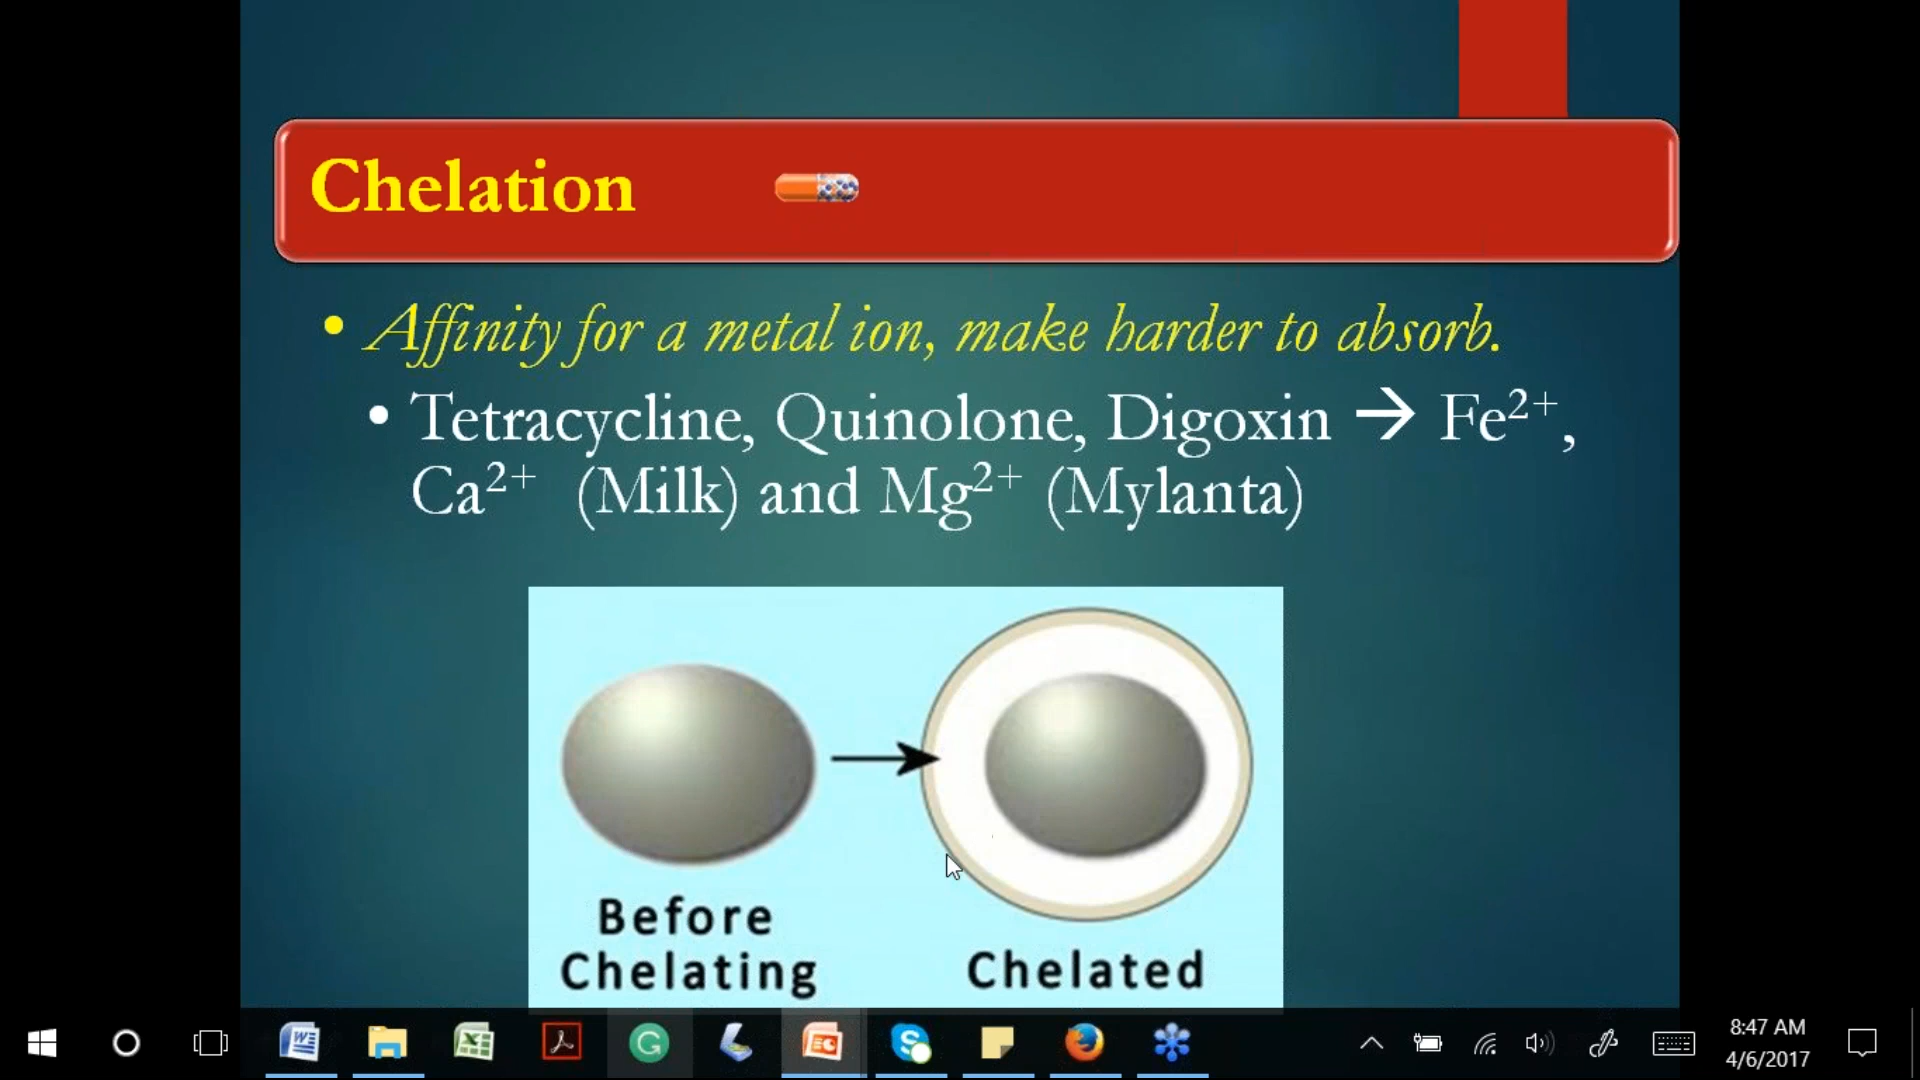 Chelation
• Affinity for a metal ion, make harder to absorb.
• Tetracycline, Quinolone, Digoxin → Fe²⁺,
Ca²⁺ (Milk) and Mg²⁺ (Mylanta)
Before
Chelating
Chelated
8:47 AM
4/6/2017